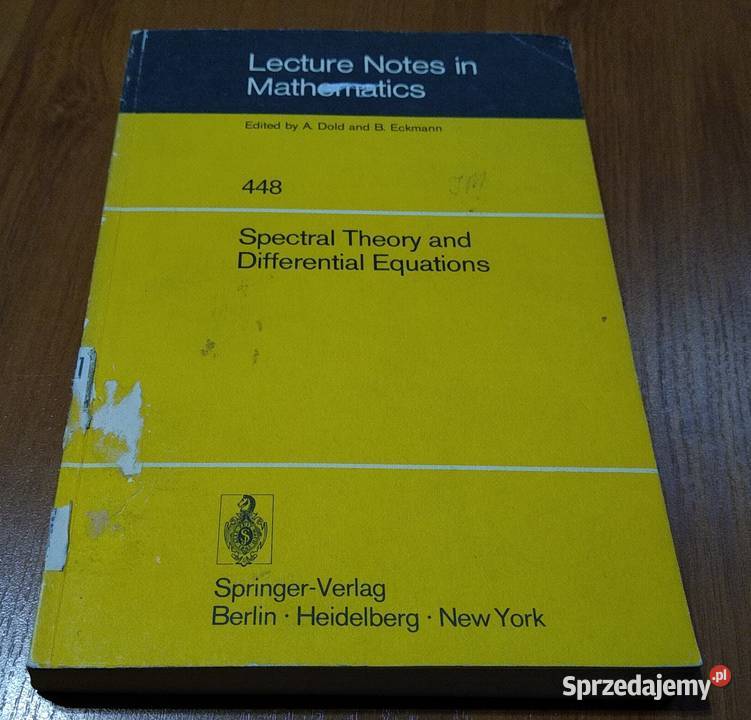 Lecture Notes in
Mathematics
Edited by A. Dold and B. Eckmann
448
Spectral Theory and
Differential Equations
Springer-Verlag
Berlin · Heidelberg · New York
Sprzedajemy.pl